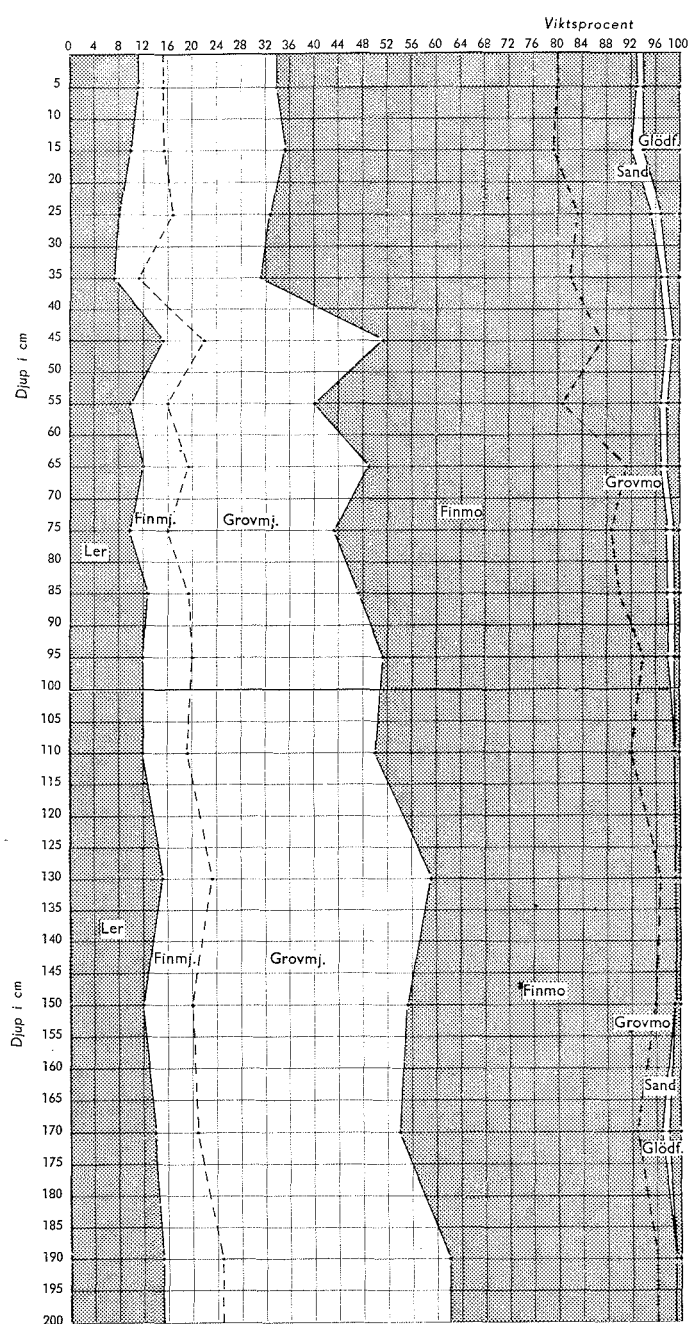 Viktsprocent
0 4 8 12 16 20 24 28 32 36 40 44 48 52 56 60 64 68 72 76 80 84 88 92 96 100
5
10
Glödf.
15
Sand
20
25
30
35
40
Djup i cm
45
50
55
60
65
Grovmo
70
Finmj. Grovmj. Finmo
75
Ler
80
85
90
95
100
105
110
115
120
125
130
135
Ler
140
Finmj. Grovmj.
145
Finmo
150
Djup i cm
Grovmo
155
160
Sand
165
170
Glödf.
175
180
185
190
195
200